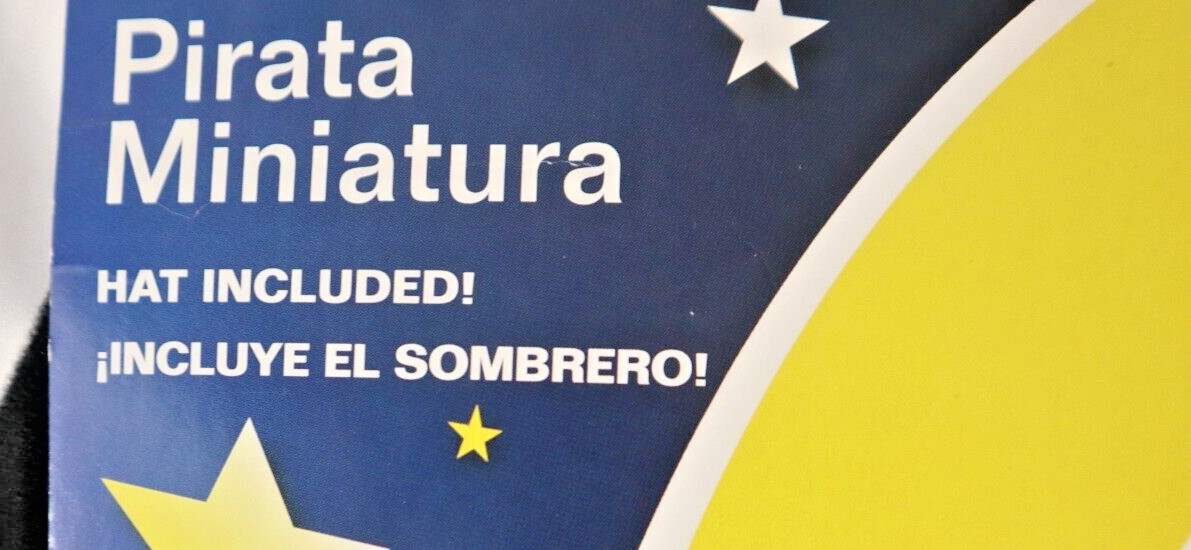 Pirata
Miniatura
HAT INCLUDED!
¡INCLUYE EL SOMBRERO!